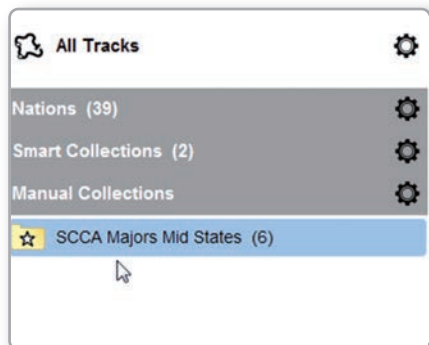 All Tracks
Nations (39)
Smart Collections (2)
Manual Collections
SCCA Majors Mid States (6)